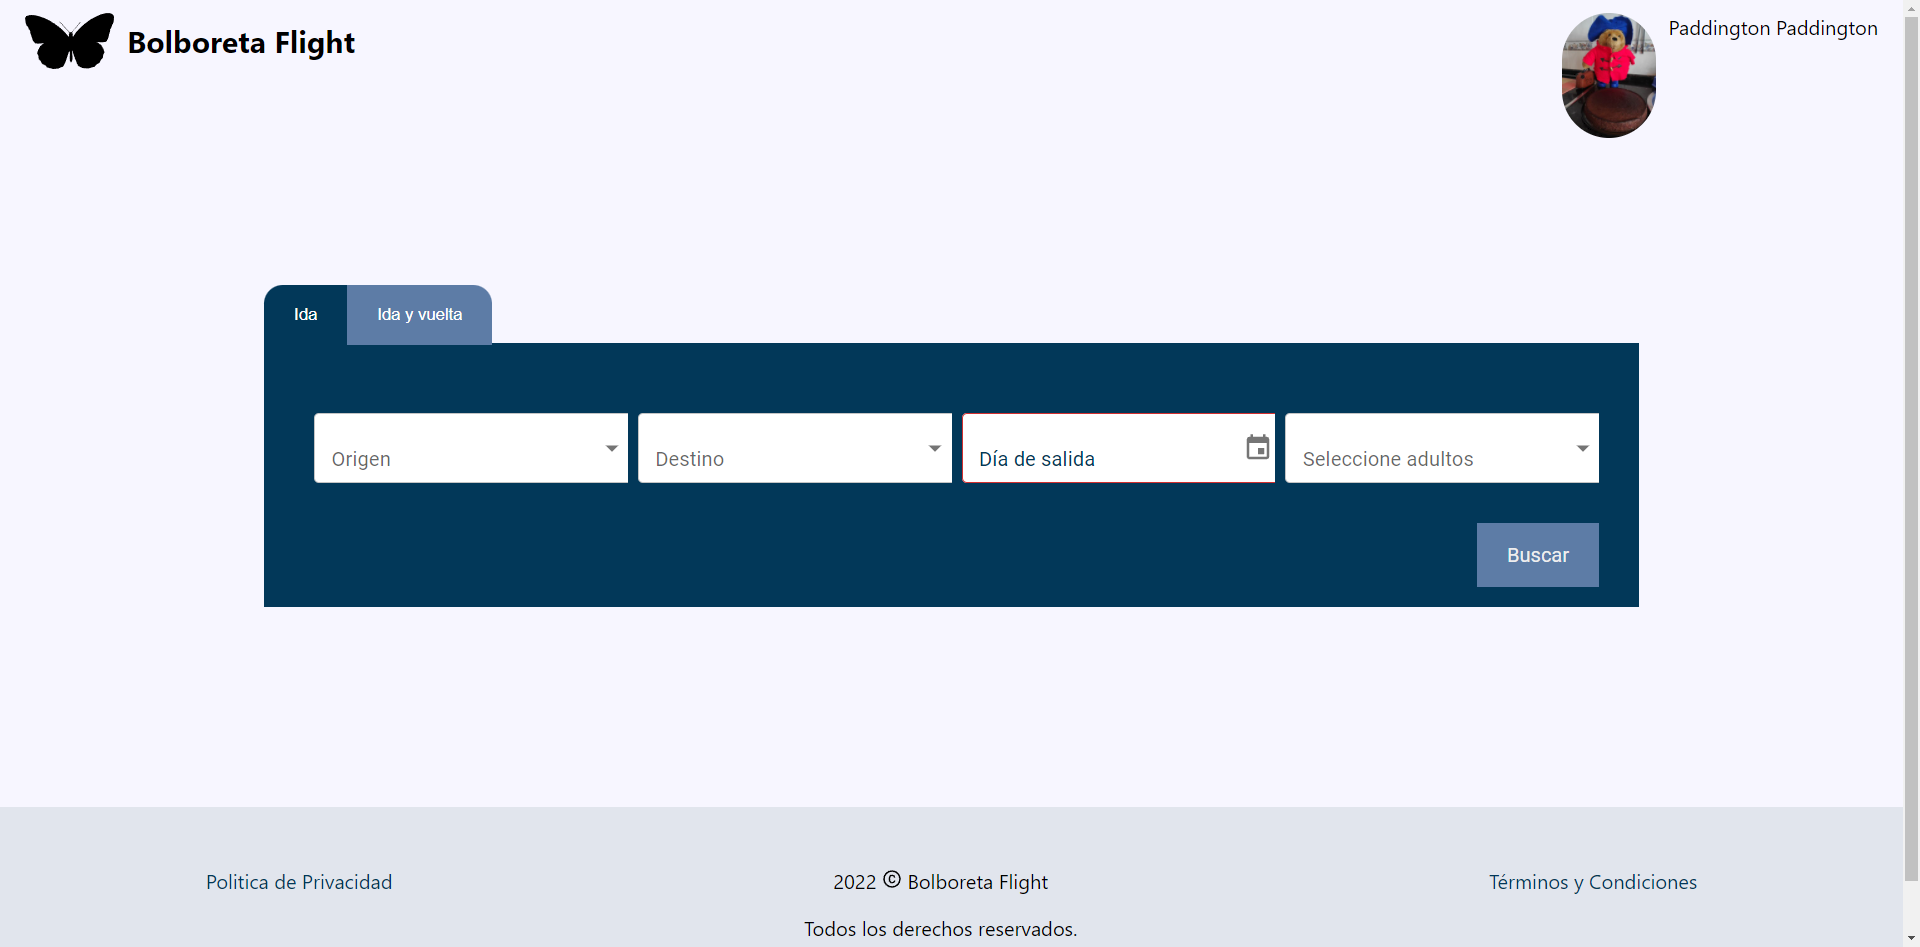 Bolboreta Flight
Paddington Paddington
Ida
Ida y vuelta
Origen
Destino
Día de salida
Seleccione adultos
Buscar
Politica de Privacidad
2022 © Bolboreta Flight
Términos y Condiciones
Todos los derechos reservados.